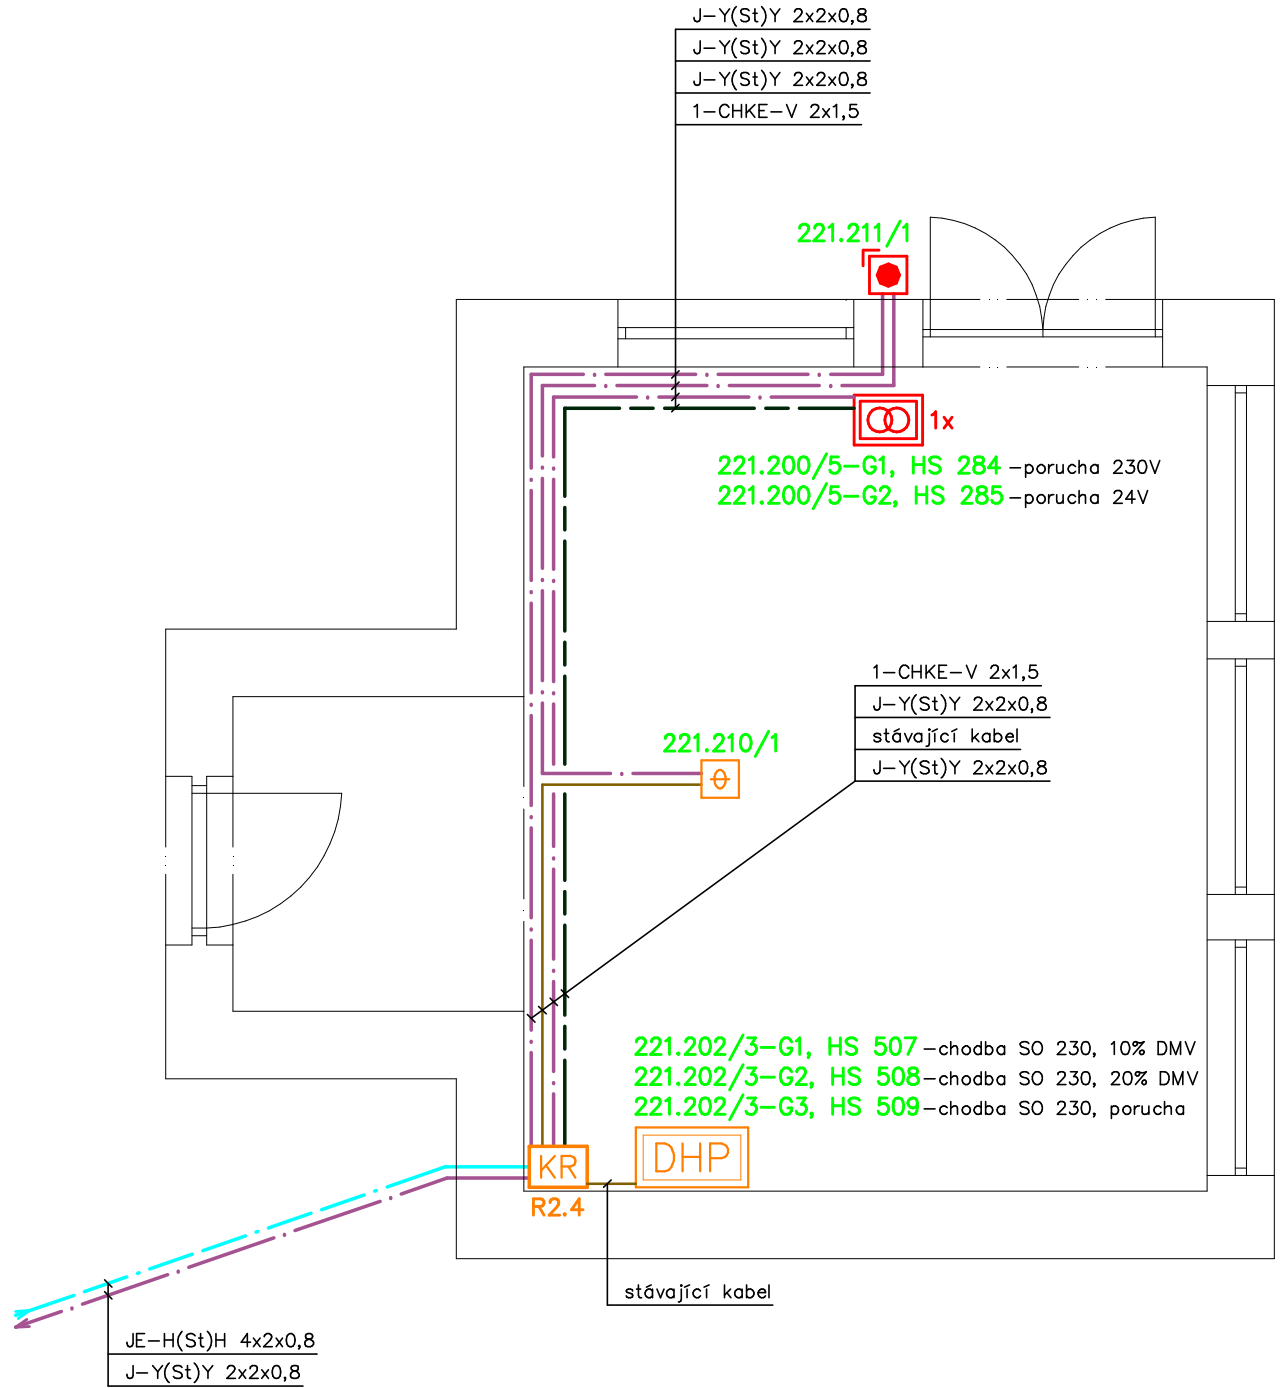 J-Y(St)Y 2x2x0,8
J-Y(St)Y 2x2x0,8
J-Y(St)Y 2x2x0,8
1-CHKE-V 2x1,5
221.211/1
1x
221.200/5-G1, HS 284 -porucha 230V
221.200/5-G2, HS 285 -porucha 24V
1-CHKE-V 2x1,5
J-Y(St)Y 2x2x0,8
stávající kabel
J-Y(St)Y 2x2x0,8
221.210/1
221.202/3-G1, HS 507 -chodba SO 230, 10% DMV
221.202/3-G2, HS 508 -chodba SO 230, 20% DMV
221.202/3-G3, HS 509 -chodba SO 230, porucha
KR
DHP
R2.4
stávající kabel
JE-H(St)H 4x2x0,8
J-Y(St)Y 2x2x0,8